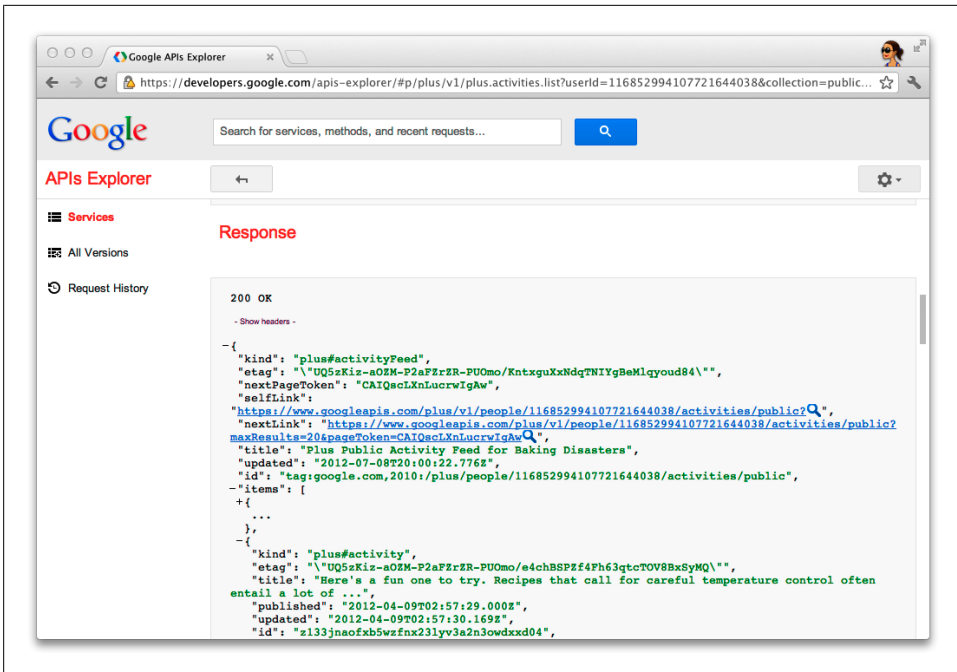 Google APIs Explorer
https://developers.google.com/apis-explorer/#p/plus/v1/plus.activities.list?userId=116852994107721644038&collection=public...
Google
Search for services, methods, and recent requests...
APIs Explorer
Services
All Versions
Request History
Response
200 OK
- Show headers -
-{
"kind": "plus#activityFeed",
"etag": "\"UQ5zKiz-aOZM-P2aFZrZR-PUOmo/KntxguXxNdqTNIYgBeMlqyoud84\"",
"nextPageToken": "CAIQscLXnLucrwIgAw",
"selfLink":
"https://www.googleapis.com/plus/v1/people/116852994107721644038/activities/public?",
"nextLink": "https://www.googleapis.com/plus/v1/people/116852994107721644038/activities/public?
maxResults=20&pageToken=CAIQscLXnLucrwIgAw",
"title": "Plus Public Activity Feed for Baking Disasters",
"updated": "2012-07-08T20:00:22.776Z",
"id": "tag:google.com,2010:/plus/people/116852994107721644038/activities/public",
-"items": [
+{
...
},
-{
"kind": "plus#activity",
"etag": "\"UQ5zKiz-aOZM-P2aFZrZR-PUOmo/e4chBSPZf4Fh63qtcTOV8BxSyMQ\"",
"title": "Here's a fun one to try. Recipes that call for careful temperature control often
entail a lot of ...",
"published": "2012-04-09T02:57:29.000Z",
"updated": "2012-04-09T02:57:30.169Z",
"id": "z133jnaofxb5wzfnx23lyv3a2n3owdxxd04",